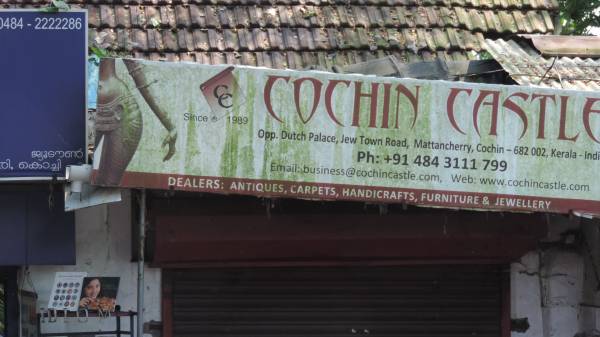 0484 - 2222286
ജൂടൗൺ
നി, കൊച്ചി
CC
Since 1989
COCHIN CASTLE
Opp. Dutch Palace, Jew Town Road, Mattancherry, Cochin – 682 002, Kerala - Indi
Ph: +91 484 3111 799
Email: business@cochincastle.com, Web: www.cochincastle.com
DEALERS: ANTIQUES, CARPETS, HANDICRAFTS, FURNITURE & JEWELLERY